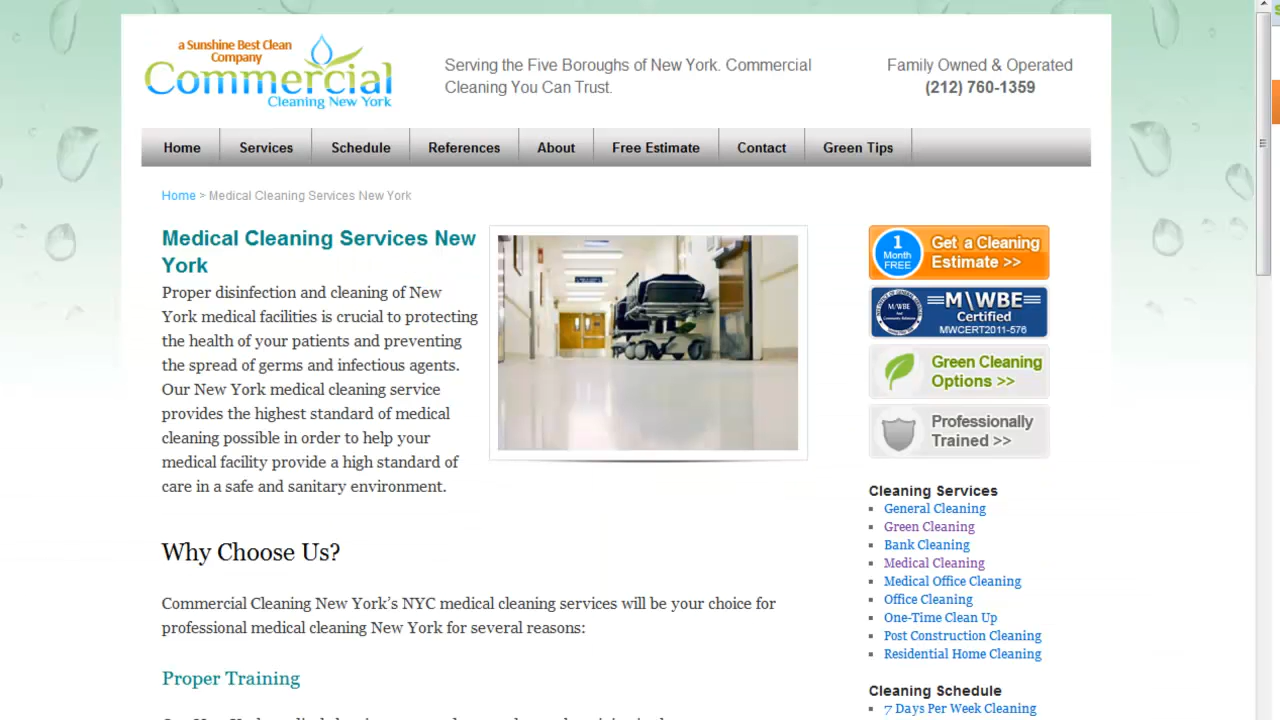 a Sunshine Best Clean
Company
Commercial
Cleaning New York
Serving the Five Boroughs of New York. Commercial
Cleaning You Can Trust.
Family Owned & Operated
(212) 760-1359
Home Services Schedule References About Free Estimate Contact Green Tips
Home > Medical Cleaning Services New York
Medical Cleaning Services New
York
Proper disinfection and cleaning of New
York medical facilities is crucial to protecting
the health of your patients and preventing
the spread of germs and infectious agents.
Our New York medical cleaning service
provides the highest standard of medical
cleaning possible in order to help your
medical facility provide a high standard of
care in a safe and sanitary environment.
Why Choose Us?
Commercial Cleaning New York’s NYC medical cleaning services will be your choice for
professional medical cleaning New York for several reasons:
Proper Training
1
Month
FREE
Get a Cleaning
Estimate >>
M\WBE
Certified
MWCERT2011-576
Green Cleaning
Options >>
Professionally
Trained >>
Cleaning Services
General Cleaning
Green Cleaning
Bank Cleaning
Medical Cleaning
Medical Office Cleaning
Office Cleaning
One-Time Clean Up
Post Construction Cleaning
Residential Home Cleaning
Cleaning Schedule
7 Days Per Week Cleaning